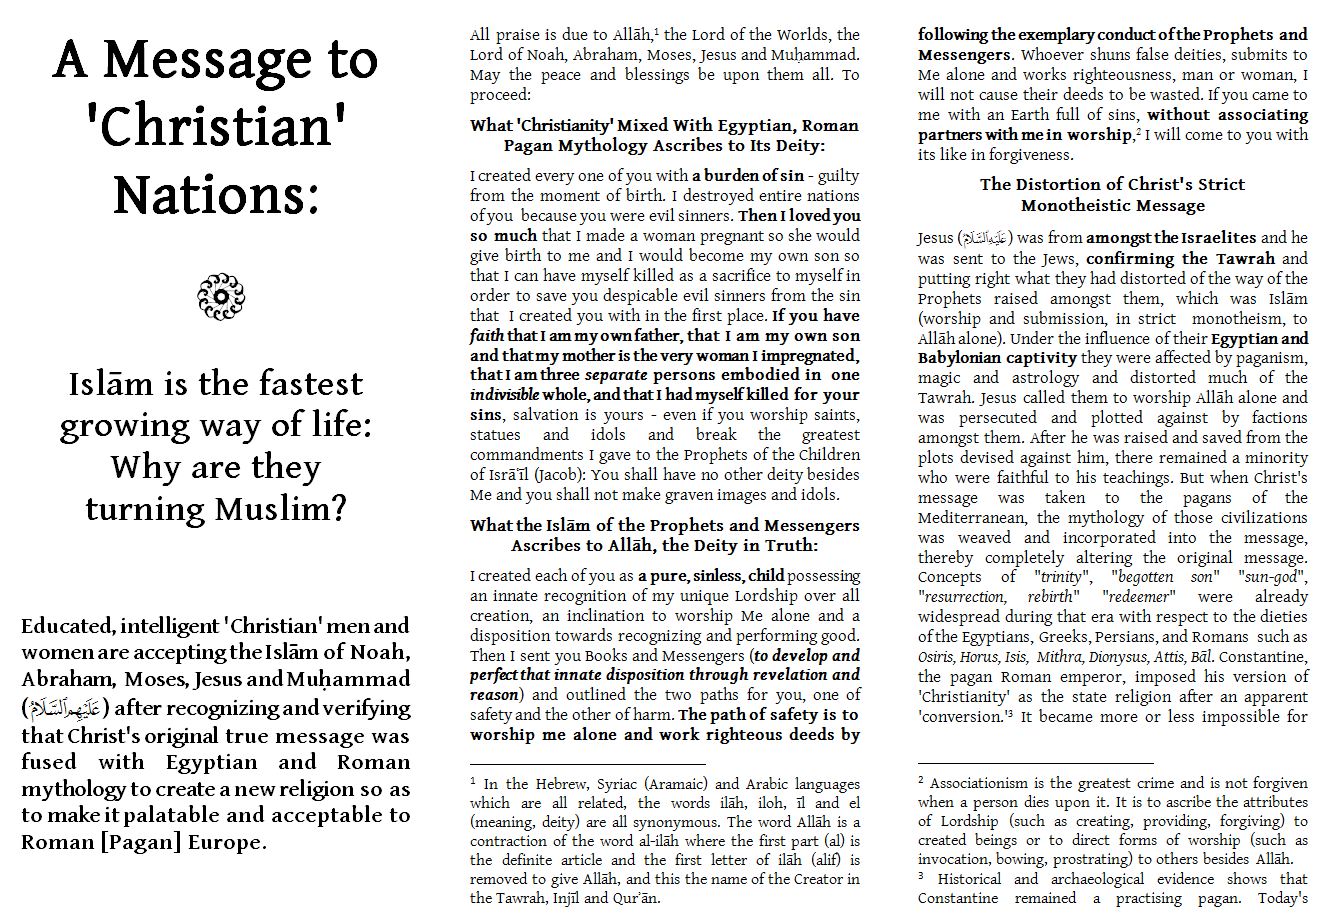 A Message to
'Christian'
Nations:
Islām is the fastest
growing way of life:
Why are they
turning Muslim?
Educated, intelligent 'Christian' men and
women are accepting the Islām of Noah,
Abraham, Moses, Jesus and Muḥammad
(عَلَيْهِمُ ٱلسَّلَامُ) after recognizing and verifying
that Christ's original true message was
fused with Egyptian and Roman
mythology to create a new religion so as
to make it palatable and acceptable to
Roman [Pagan] Europe.
All praise is due to Allāh,¹ the Lord of the Worlds, the
Lord of Noah, Abraham, Moses, Jesus and Muḥammad.
May the peace and blessings be upon them all. To
proceed:
What 'Christianity' Mixed With Egyptian, Roman
Pagan Mythology Ascribes to Its Deity:
I created every one of you with a burden of sin - guilty
from the moment of birth. I destroyed entire nations
of you because you were evil sinners. Then I loved you
so much that I made a woman pregnant so she would
give birth to me and I would become my own son so
that I can have myself killed as a sacrifice to myself in
order to save you despicable evil sinners from the sin
that I created you with in the first place. If you have
faith that I am my own father, that I am my own son
and that my mother is the very woman I impregnated,
that I am three separate persons embodied in one
indivisible whole, and that I had myself killed for your
sins, salvation is yours - even if you worship saints,
statues and idols and break the greatest
commandments I gave to the Prophets of the Children
of Isrā'īl (Jacob): You shall have no other deity besides
Me and you shall not make graven images and idols.
What the Islām of the Prophets and Messengers
Ascribes to Allāh, the Deity in Truth:
I created each of you as a pure, sinless, child possessing
an innate recognition of my unique Lordship over all
creation, an inclination to worship Me alone and a
disposition towards recognizing and performing good.
Then I sent you Books and Messengers (to develop and
perfect that innate disposition through revelation and
reason) and outlined the two paths for you, one of
safety and the other of harm. The path of safety is to
worship me alone and work righteous deeds by
¹ In the Hebrew, Syriac (Aramaic) and Arabic languages
which are all related, the words ilāh, iloh, īl and el
(meaning, deity) are all synonymous. The word Allāh is a
contraction of the word al-ilāh where the first part (al) is
the definite article and the first letter of ilāh (alif) is
removed to give Allāh, and this the name of the Creator in
the Tawrah, Injīl and Qur'ān.
following the exemplary conduct of the Prophets and
Messengers. Whoever shuns false deities, submits to
Me alone and works righteousness, man or woman, I
will not cause their deeds to be wasted. If you came to
me with an Earth full of sins, without associating
partners with me in worship,² I will come to you with
its like in forgiveness.
The Distortion of Christ's Strict
Monotheistic Message
Jesus (عَلَيْهِ ٱلسَّلَامُ) was from amongst the Israelites and he
was sent to the Jews, confirming the Tawrah and
putting right what they had distorted of the way of the
Prophets raised amongst them, which was Islām
(worship and submission, in strict monotheism, to
Allāh alone). Under the influence of their Egyptian and
Babylonian captivity they were affected by paganism,
magic and astrology and distorted much of the
Tawrah. Jesus called them to worship Allāh alone and
was persecuted and plotted against by factions
amongst them. After he was raised and saved from the
plots devised against him, there remained a minority
who were faithful to his teachings. But when Christ's
message was taken to the pagans of the
Mediterranean, the mythology of those civilizations
was weaved and incorporated into the message,
thereby completely altering the original message.
Concepts of "trinity", "begotten son" "sun-god",
"resurrection, rebirth" "redeemer" were already
widespread during that era with respect to the dieties
of the Egyptians, Greeks, Persians, and Romans such as
Osiris, Horus, Isis, Mithra, Dionysus, Attis, Bāl. Constantine,
the pagan Roman emperor, imposed his version of
'Christianity' as the state religion after an apparent
'conversion.'³ It became more or less impossible for
² Associationism is the greatest crime and is not forgiven
when a person dies upon it. It is to ascribe the attributes
of Lordship (such as creating, providing, forgiving) to
created beings or to direct forms of worship (such as
invocation, bowing, prostrating) to others besides Allāh.
³ Historical and archaeological evidence shows that
Constantine remained a practising pagan. Today's